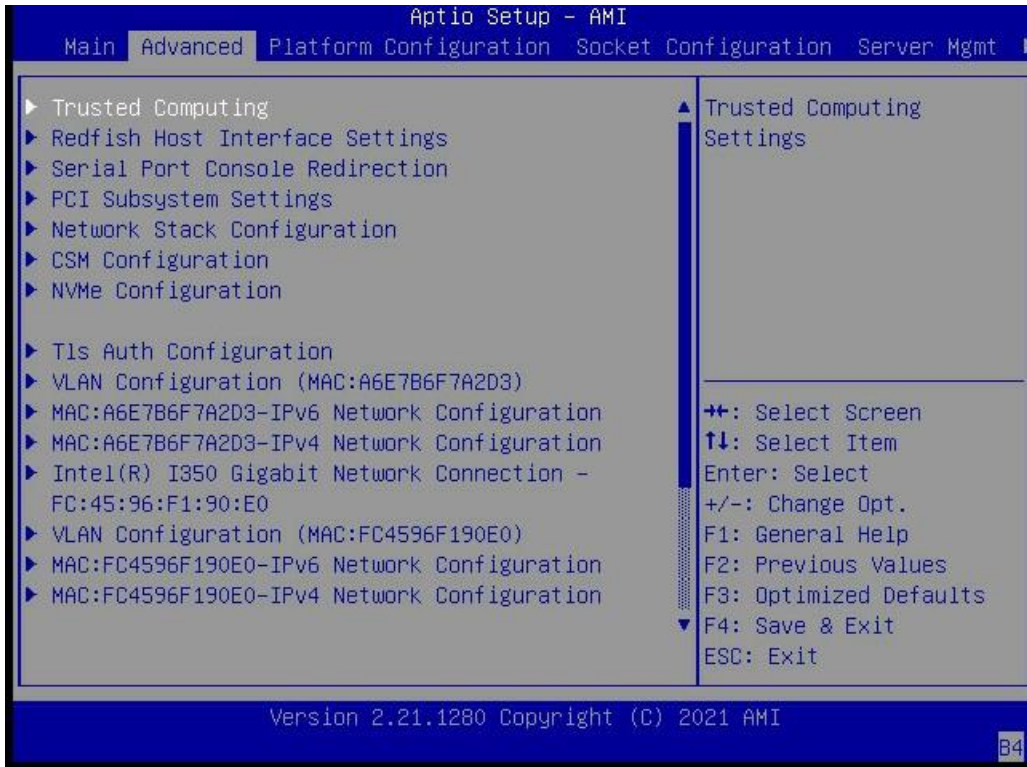 Aptio Setup - AMI
Main Advanced Platform Configuration Socket Configuration Server Mgmt
Trusted Computing
Redfish Host Interface Settings
Serial Port Console Redirection
PCI Subsystem Settings
Network Stack Configuration
CSM Configuration
NVMe Configuration
Tls Auth Configuration
VLAN Configuration (MAC:A6E7B6F7A2D3)
MAC:A6E7B6F7A2D3-IPv6 Network Configuration
MAC:A6E7B6F7A2D3-IPv4 Network Configuration
Intel(R) I350 Gigabit Network Connection -
FC:45:96:F1:90:E0
VLAN Configuration (MAC:FC4596F190E0)
MAC:FC4596F190E0-IPv6 Network Configuration
MAC:FC4596F190E0-IPv4 Network Configuration
Trusted Computing
Settings
→←: Select Screen
↑↓: Select Item
Enter: Select
+/-: Change Opt.
F1: General Help
F2: Previous Values
F3: Optimized Defaults
F4: Save & Exit
ESC: Exit
Version 2.21.1280 Copyright (C) 2021 AMI
B4